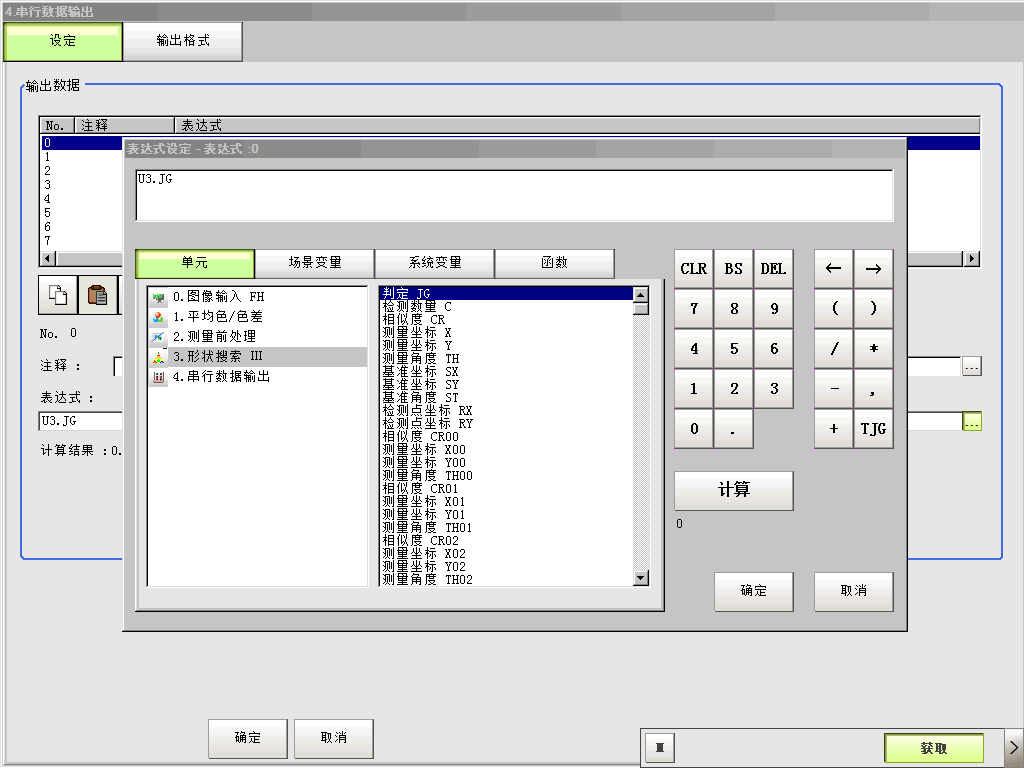 4.串行数据输出
设定
输出格式
输出数据
No. 注释 表达式
0
1
2
3
4
5
6
7
No. 0
注释 :
...
表达式 :
U3.JG
...
计算结果 :0.
表达式设定 - 表达式 :0
U3.JG
单元
场景变量
系统变量
函数
0.图像输入 FH
1.平均色/色差
2.测量前处理
3.形状搜索 III
4.串行数据输出
判定 JG
检测数量 C
相似度 CR
测量坐标 X
测量坐标 Y
测量角度 TH
基准坐标 SX
基准坐标 SY
基准角度 ST
检测点坐标 RX
检测点坐标 RY
相似度 CR00
测量坐标 X00
测量坐标 Y00
测量角度 TH00
相似度 CR01
测量坐标 X01
测量坐标 Y01
测量角度 TH01
相似度 CR02
测量坐标 X02
测量坐标 Y02
测量角度 TH02
CLR BS DEL ← →
7 8 9 ( )
4 5 6 / *
1 2 3 - ,
0 . + TJG
计算
0
确定
取消
确定
取消
获取